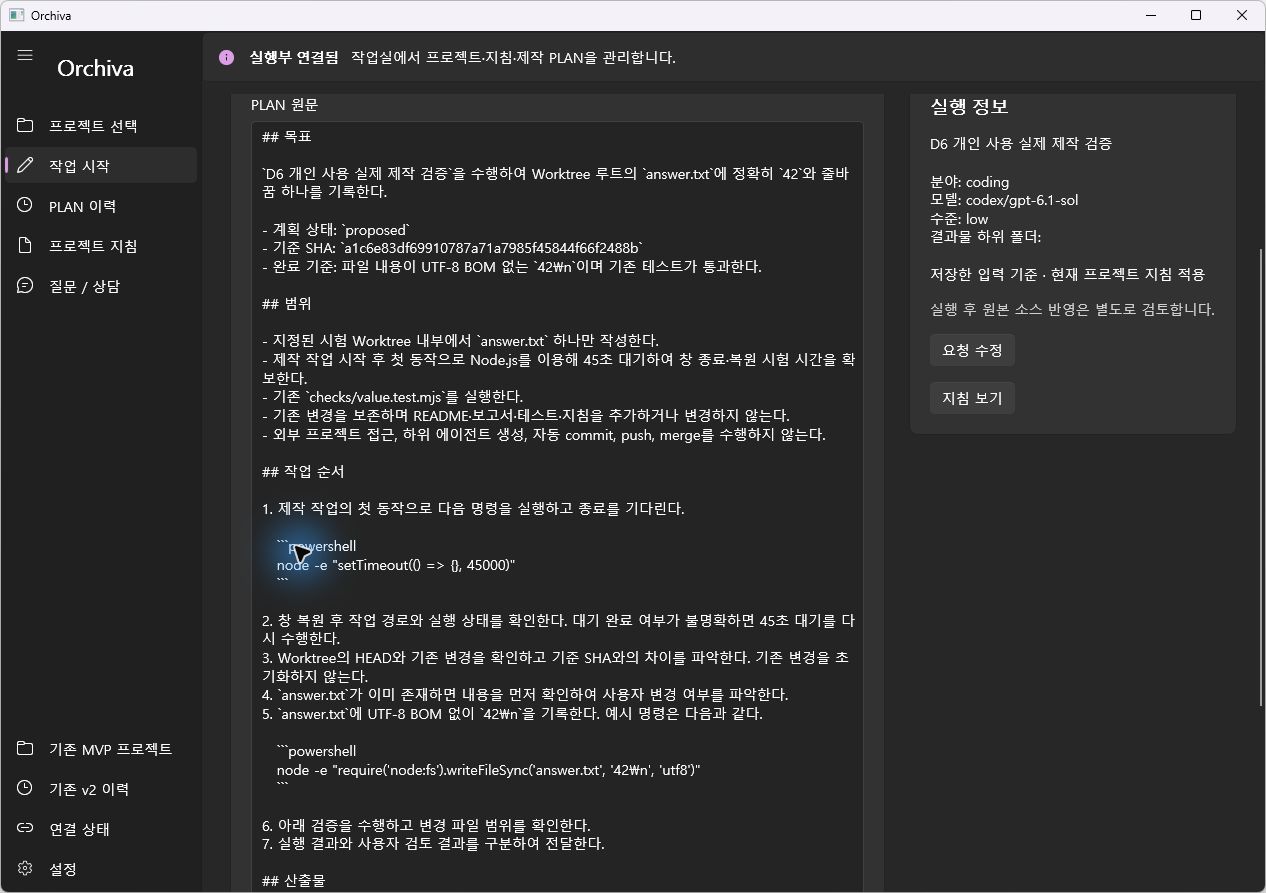 Orchiva
Orchiva
프로젝트 선택
작업 시작
PLAN 이력
프로젝트 지침
질문 / 상담
기존 MVP 프로젝트
기존 v2 이력
연결 상태
설정
실행부 연결됨 작업실에서 프로젝트·지침·제작 PLAN을 관리합니다.
PLAN 원문
## 목표
`D6 개인 사용 실제 제작 검증`을 수행하여 Worktree 루트의 `answer.txt`에 정확히 `42`와 줄바
꿈 하나를 기록한다.
- 계획 상태: `proposed`
- 기준 SHA: `a1c6e83df69910787a71a7985f45844f66f2488b`
- 완료 기준: 파일 내용이 UTF-8 BOM 없는 `42₩n`이며 기존 테스트가 통과한다.
## 범위
- 지정된 시험 Worktree 내부에서 `answer.txt` 하나만 작성한다.
- 제작 작업 시작 후 첫 동작으로 Node.js를 이용해 45초 대기하여 창 종료·복원 시험 시간을 확
보한다.
- 기존 `checks/value.test.mjs`를 실행한다.
- 기존 변경을 보존하며 README·보고서·테스트·지침을 추가하거나 변경하지 않는다.
- 외부 프로젝트 접근, 하위 에이전트 생성, 자동 commit, push, merge를 수행하지 않는다.
## 작업 순서
1. 제작 작업의 첫 동작으로 다음 명령을 실행하고 종료를 기다린다.
```powershell
node -e "setTimeout(() => {}, 45000)"
```
2. 창 복원 후 작업 경로와 실행 상태를 확인한다. 대기 완료 여부가 불명확하면 45초 대기를 다
시 수행한다.
3. Worktree의 HEAD와 기존 변경을 확인하고 기준 SHA와의 차이를 파악한다. 기존 변경을 초
기화하지 않는다.
4. `answer.txt`가 이미 존재하면 내용을 먼저 확인하여 사용자 변경 여부를 파악한다.
5. `answer.txt`에 UTF-8 BOM 없이 `42₩n`을 기록한다. 예시 명령은 다음과 같다.
```powershell
node -e "require('node:fs').writeFileSync('answer.txt', '42₩n', 'utf8')"
```
6. 아래 검증을 수행하고 변경 파일 범위를 확인한다.
7. 실행 결과와 사용자 검토 결과를 구분하여 전달한다.
## 산출물
실행 정보
D6 개인 사용 실제 제작 검증
분야: coding
모델: codex/gpt-6.1-sol
수준: low
결과물 하위 폴더:
저장한 입력 기준 · 현재 프로젝트 지침 적용
실행 후 원본 소스 반영은 별도로 검토합니다.
요청 수정
지침 보기